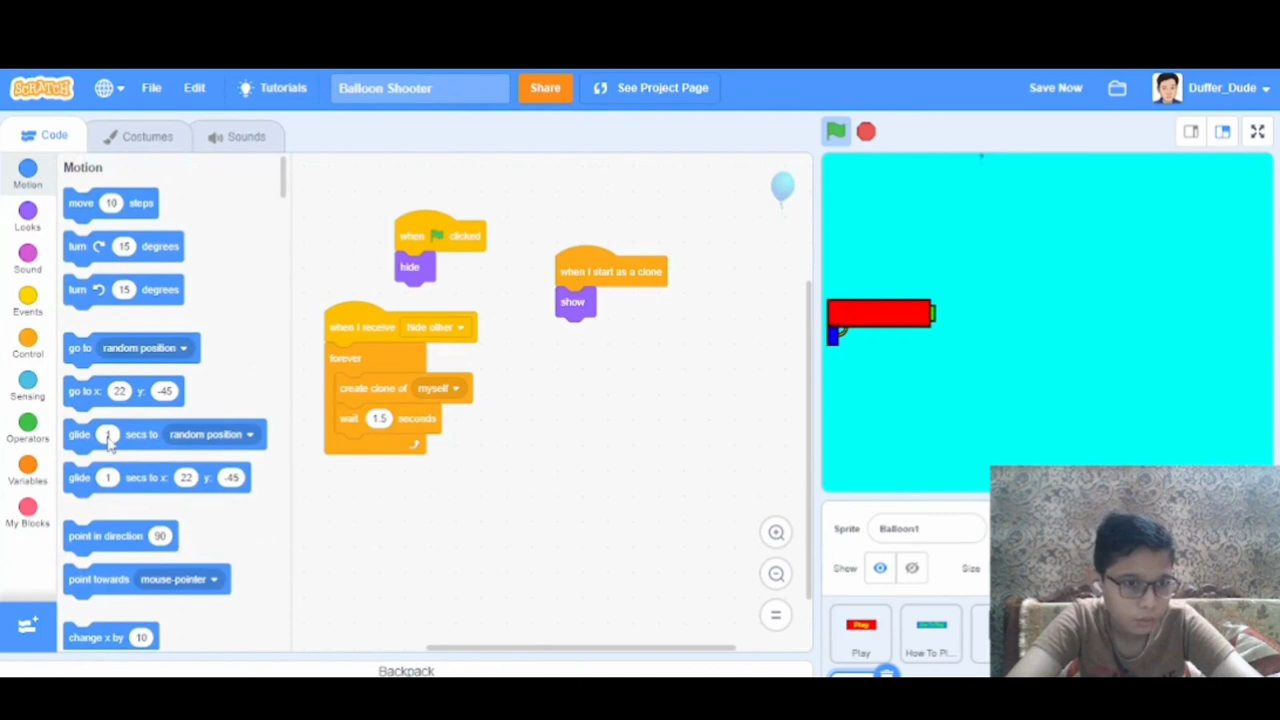 SCRATCH File Edit Tutorials Balloon Shooter Share See Project Page Save Now Duffer_Dude
Code Costumes Sounds
Motion
Looks
Sound
Events
Control
Sensing
Operators
Variables
My Blocks
Motion
move 10 steps
turn 15 degrees
turn 15 degrees
go to random position
go to x: 22 y: -45
glide 1 secs to random position
glide 1 secs to x: 22 y: -45
point in direction 90
point towards mouse-pointer
change x by 10
when clicked
hide
when I receive hide other
forever
create clone of myself
wait 1.5 seconds
when I start as a clone
show
Backpack
Sprite Balloon1
Show Size
Play
Play
How To Pl...